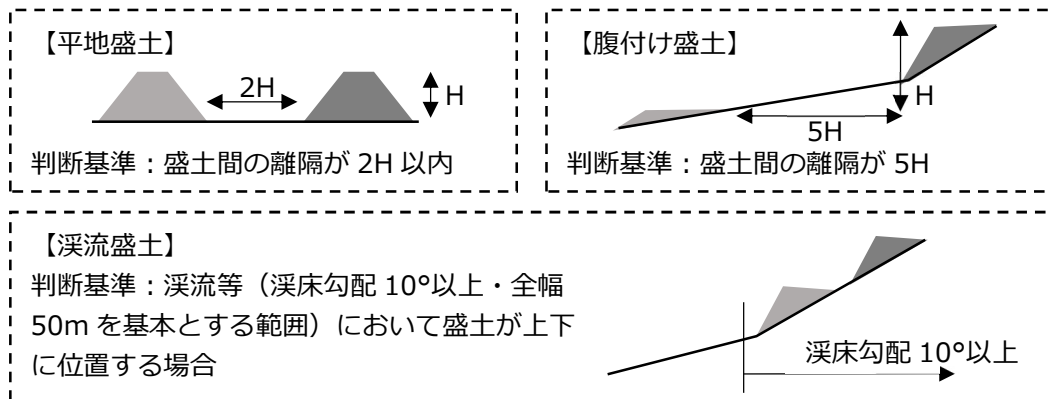 【平地盛土】
2H
H
判断基準：盛土間の離隔が 2H 以内
【腹付け盛土】
H
5H
判断基準：盛土間の離隔が 5H
【渓流盛土】
判断基準：渓流等（渓床勾配 10°以上・全幅
50m を基本とする範囲）において盛土が上下
に位置する場合
渓床勾配 10°以上